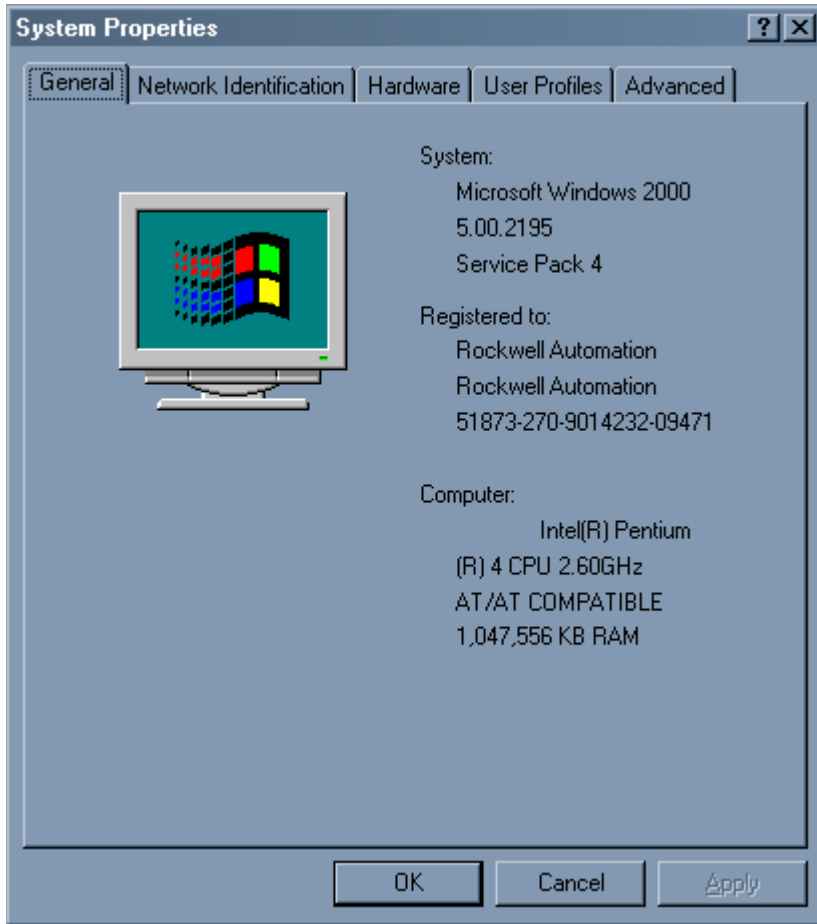 System Properties
General Network Identification Hardware User Profiles Advanced
System:
Microsoft Windows 2000
5.00.2195
Service Pack 4
Registered to:
Rockwell Automation
Rockwell Automation
51873-270-9014232-09471
Computer:
Intel(R) Pentium
(R) 4 CPU 2.60GHz
AT/AT COMPATIBLE
1,047,556 KB RAM
OK Cancel Apply